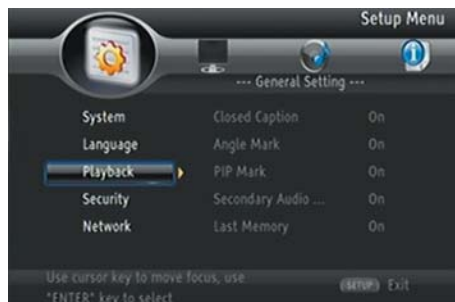 Setup Menu
--- General Setting ---
System Closed Caption On
Language Angle Mark On
Playback PIP Mark On
Security Secondary Audio ... On
Network Last Memory On
Use cursor key to move focus, use
"ENTER" key to select
SETUP Exit